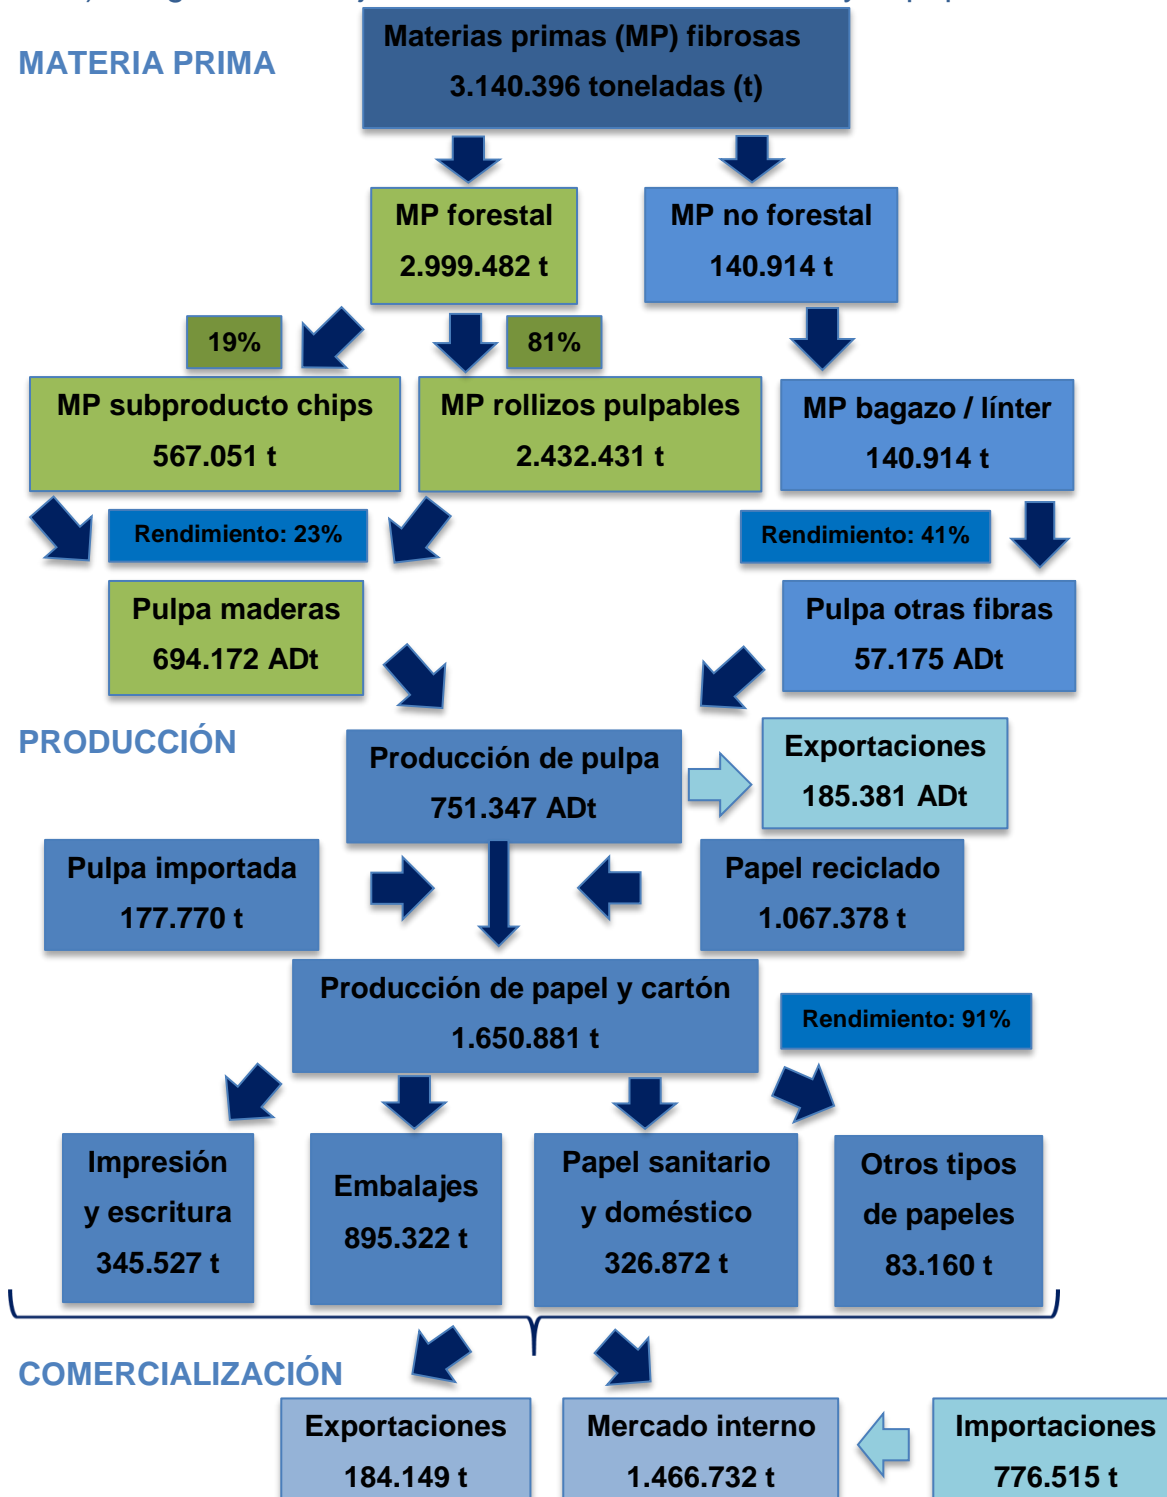 MATERIA PRIMA
Materias primas (MP) fibrosas
3.140.396 toneladas (t)
MP forestal
2.999.482 t
MP no forestal
140.914 t
19%
81%
MP subproducto chips
567.051 t
MP rollizos pulpables
2.432.431 t
MP bagazo / línter
140.914 t
Rendimiento: 23%
Rendimiento: 41%
Pulpa maderas
694.172 ADt
Pulpa otras fibras
57.175 ADt
PRODUCCIÓN
Producción de pulpa
751.347 ADt
Exportaciones
185.381 ADt
Pulpa importada
177.770 t
Papel reciclado
1.067.378 t
Producción de papel y cartón
1.650.881 t
Rendimiento: 91%
Impresión
y escritura
345.527 t
Embalajes
895.322 t
Papel sanitario
y doméstico
326.872 t
Otros tipos
de papeles
83.160 t
COMERCIALIZACIÓN
Exportaciones
184.149 t
Mercado interno
1.466.732 t
Importaciones
776.515 t